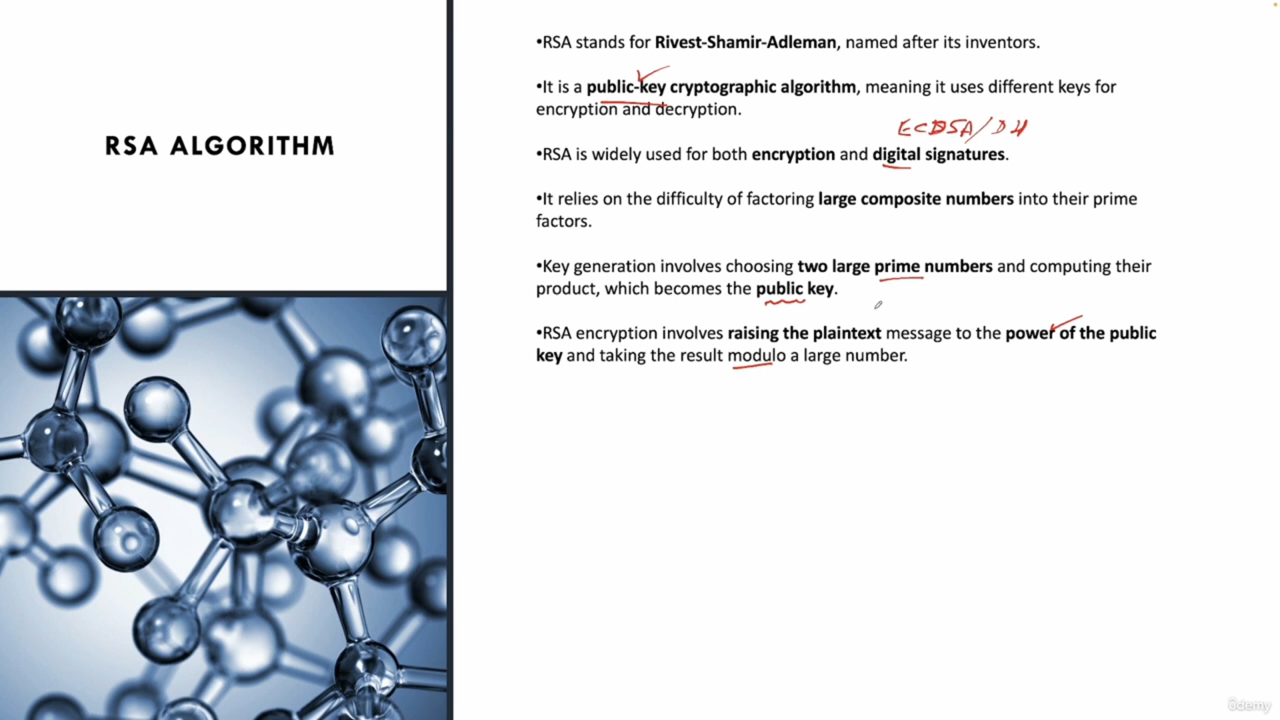 RSA ALGORITHM
•RSA stands for Rivest-Shamir-Adleman, named after its inventors.
•It is a public-key cryptographic algorithm, meaning it uses different keys for
encryption and decryption.
ECDSA/DH
•RSA is widely used for both encryption and digital signatures.
•It relies on the difficulty of factoring large composite numbers into their prime
factors.
•Key generation involves choosing two large prime numbers and computing their
product, which becomes the public key.
•RSA encryption involves raising the plaintext message to the power of the public
key and taking the result modulo a large number.
ûdemy